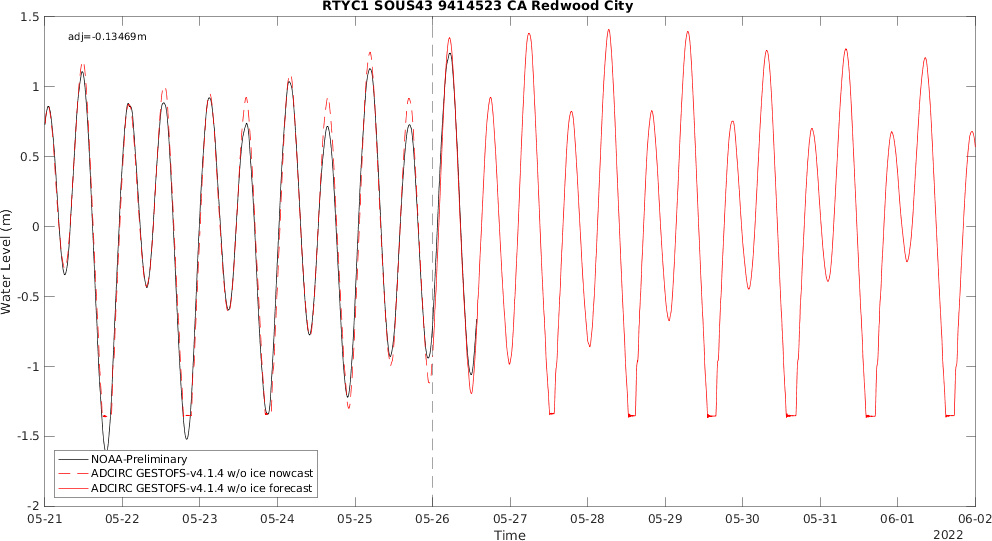 RTYC1 SOUS43 9414523 CA Redwood City
adj=-0.13469m
1.5
1
0.5
0
-0.5
-1
-1.5
-2
Water Level (m)
NOAA-Preliminary
ADCIRC GESTOFS-v4.1.4 w/o ice nowcast
ADCIRC GESTOFS-v4.1.4 w/o ice forecast
05-21 05-22 05-23 05-24 05-25 05-26 05-27 05-28 05-29 05-30 05-31 06-01 06-02
Time
2022